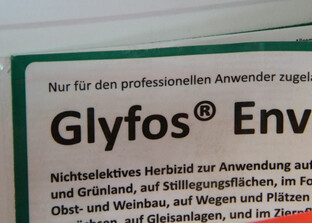 Nur für den professionellen Anwender
Glyfos® Env
Nichtselektives Herbizid zur Anwendung auf
und Grünland, auf Stilllegungsflächen, im
Obst- und Weinbau, auf Wegen und Plätzen
auf Gleisanlagen, und im